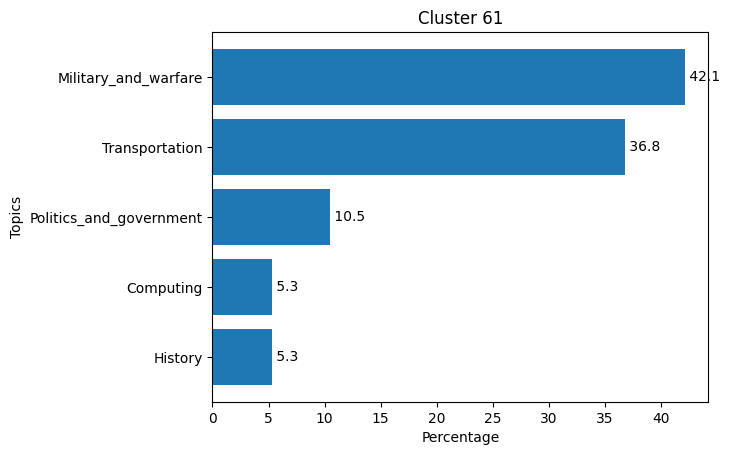 Cluster 61
Topics
Military_and_warfare 42.1
Transportation 36.8
Politics_and_government 10.5
Computing 5.3
History 5.3
0 5 10 15 20 25 30 35 40
Percentage